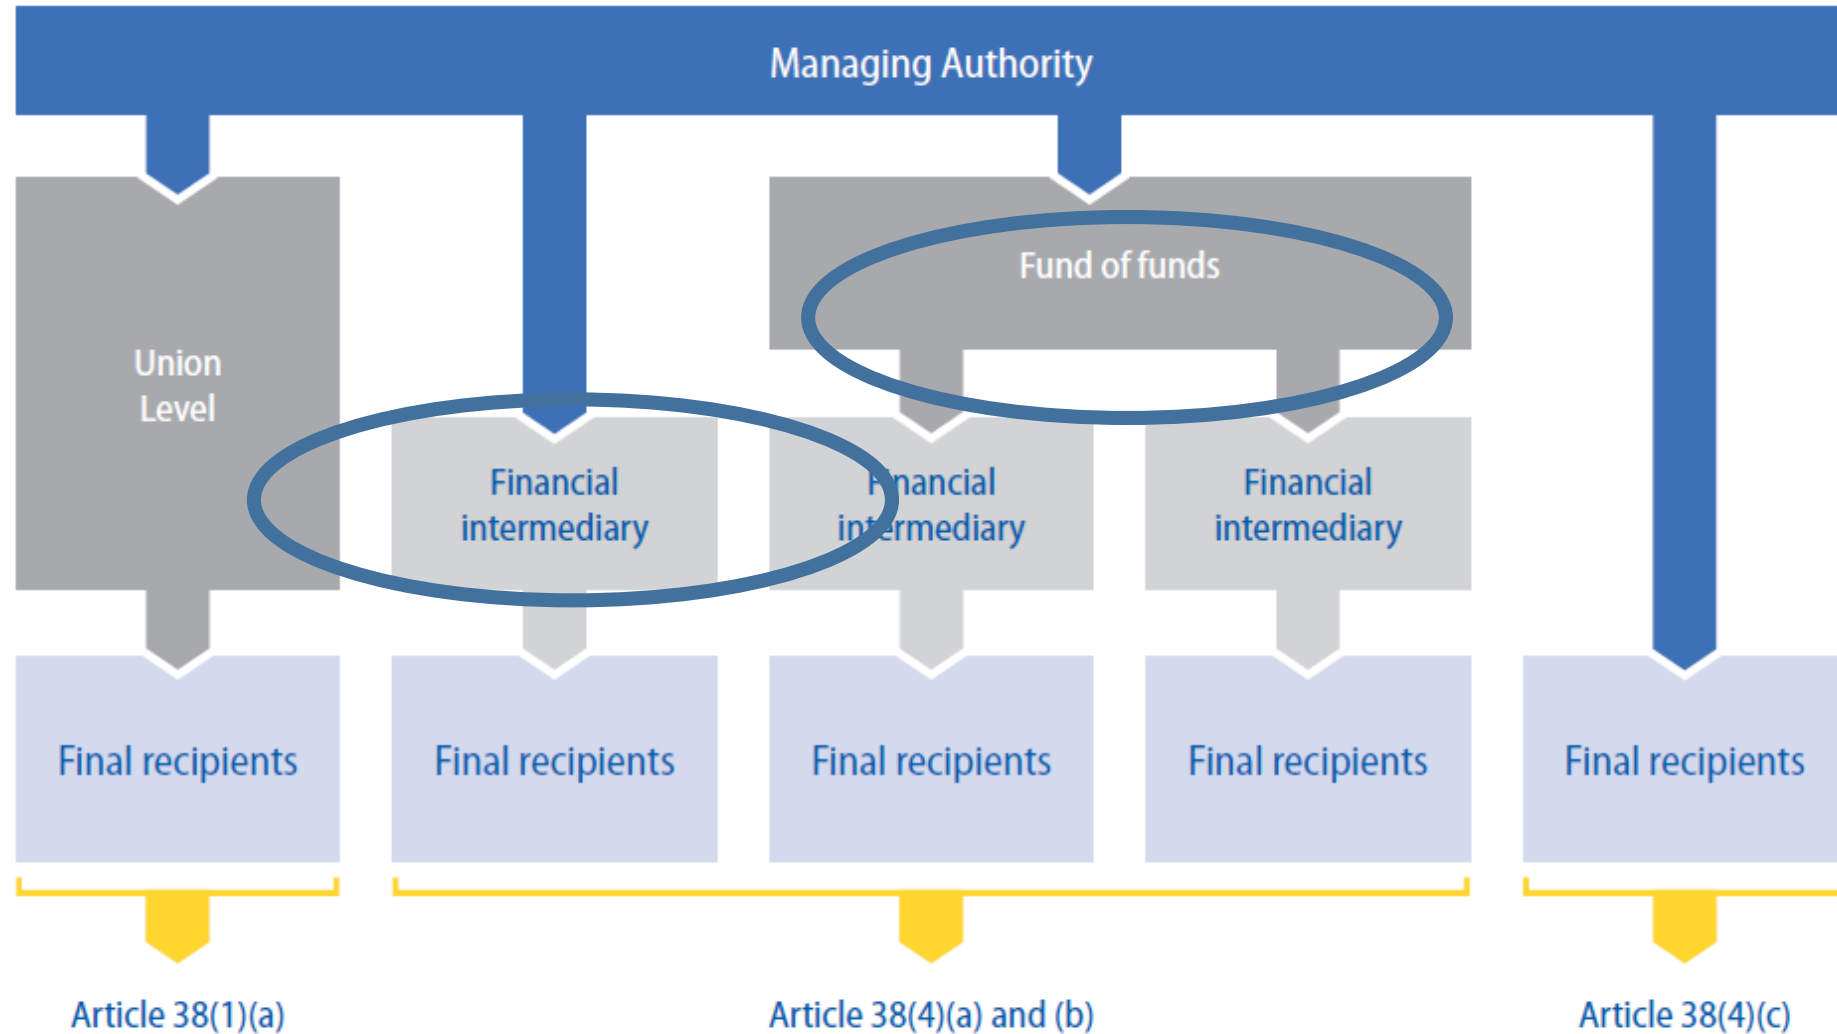 Managing Authority
Fund of funds
Union
Level
Financial
intermediary
Financial
intermediary
Financial
intermediary
Final recipients
Final recipients
Final recipients
Final recipients
Final recipients
Article 38(1)(a)
Article 38(4)(a) and (b)
Article 38(4)(c)